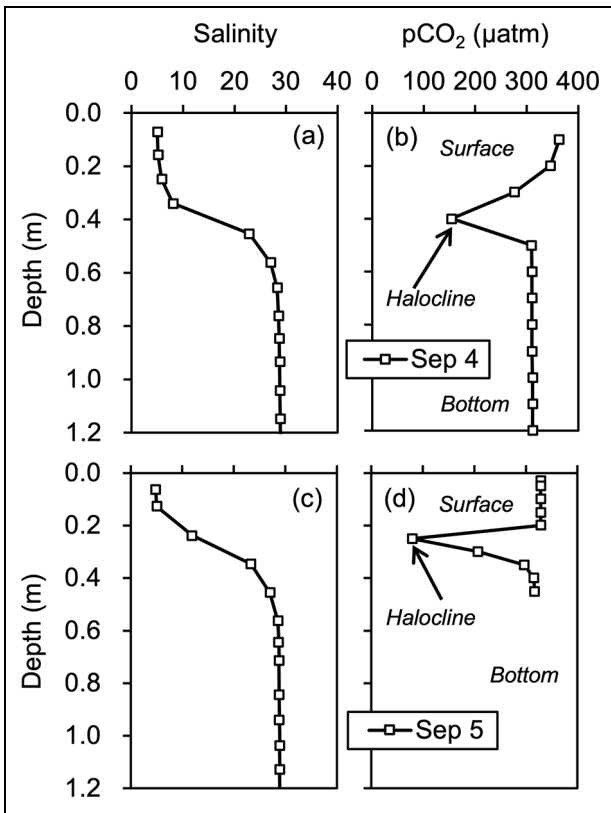 Salinity
pCO₂ (µatm)
0 10 20 30 40
0 100 200 300 400
0.0
0.2
0.4
0.6
0.8
1.0
1.2
Depth (m)
(a)
(b)
Surface
Halocline
Sep 4
Bottom
0.0
0.2
0.4
0.6
0.8
1.0
1.2
Depth (m)
(c)
(d)
Surface
Halocline
Bottom
Sep 5